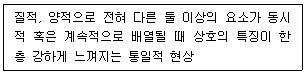 질적, 양적으로 전혀 다른 둘 이상의 요소가 동시
적 혹은 계속적으로 배열될 때 상호의 특징이 한
층 강하게 느껴지는 통일적 현상